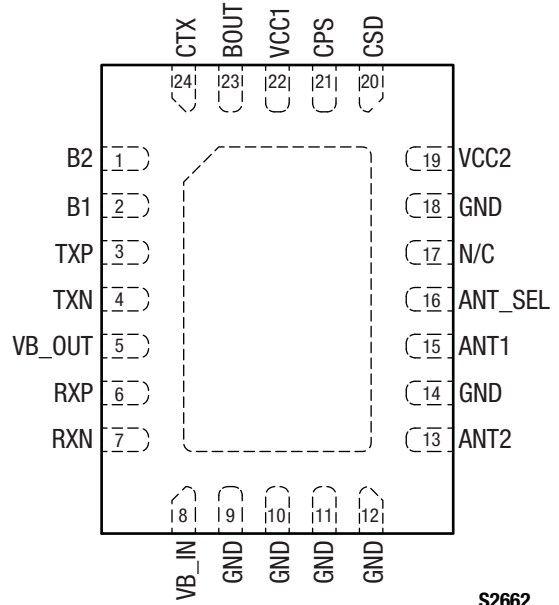 CTX BOUT VCC1 CPS CSD
24 23 22 21 20
B2 1 19 VCC2
B1 2 18 GND
TXP 3 17 N/C
TXN 4 16 ANT_SEL
VB_OUT 5 15 ANT1
RXP 6 14 GND
RXN 7 13 ANT2
8 9 10 11 12
VB_IN GND GND GND GND
S2662